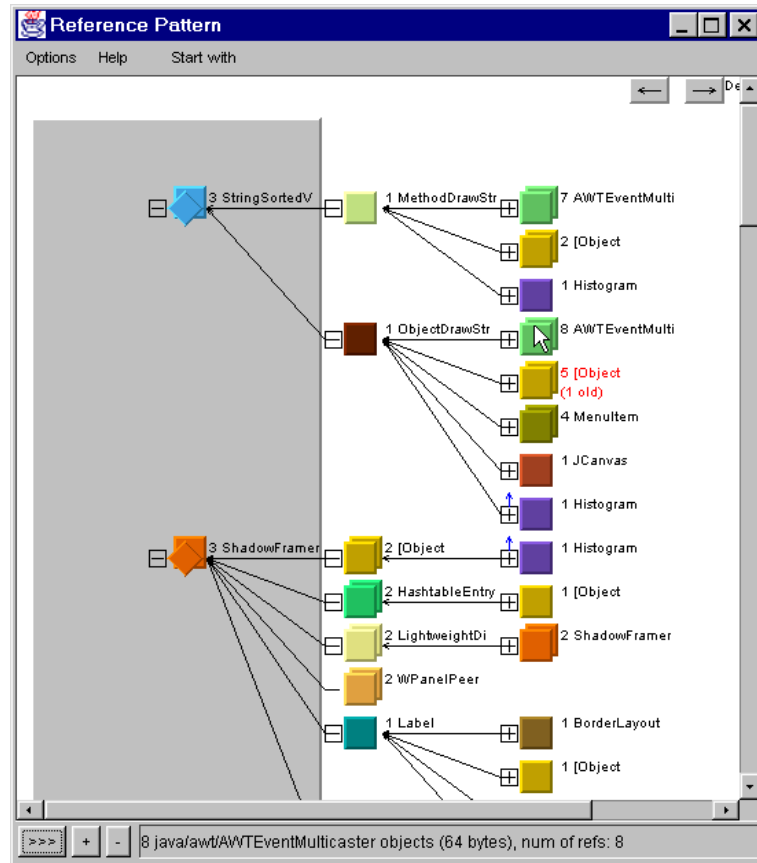 Reference Pattern
Options Help Start with
De
3 StringSortedV
1 MethodDrawStr
7 AWTEventMulti
2 [Object
1 Histogram
1 ObjectDrawStr
8 AWTEventMulti
5 [Object
(1 old)
4 MenuItem
1 JCanvas
1 Histogram
3 ShadowFramer
2 [Object
1 Histogram
2 HashtableEntry
1 [Object
2 LightweightDi
2 ShadowFramer
2 WPanelPeer
1 Label
1 BorderLayout
1 [Object
>>> + - 8 java/awt/AWTEventMulticaster objects (64 bytes), num of refs: 8